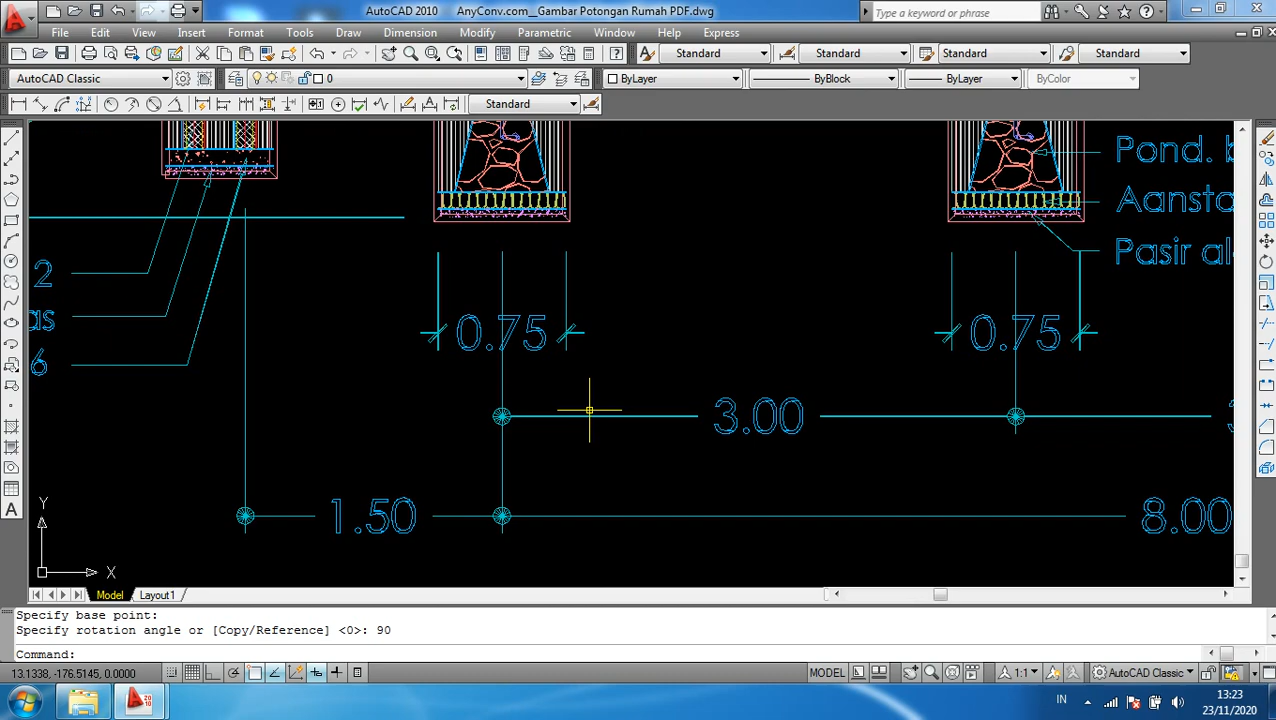 AutoCAD 2010 AnyConv.com__Gambar Potongan Rumah PDF.dwg
Type a keyword or phrase
File Edit View Insert Format Tools Draw Dimension Modify Parametric Window Help Express
Standard Standard Standard Standard
AutoCAD Classic 0 ByLayer ByBlock ByLayer ByColor
Standard
Pond. b
Aansta
Pasir al
2
as
6
0.75 0.75
3.00
1.50 8.00
Y
X
Model Layout1
Specify base point:
Specify rotation angle or [Copy/Reference] <0>: 90
Command:
13.1338, -176.5145, 0.0000 MODEL 1:1 AutoCAD Classic
IN 13:23
23/11/2020